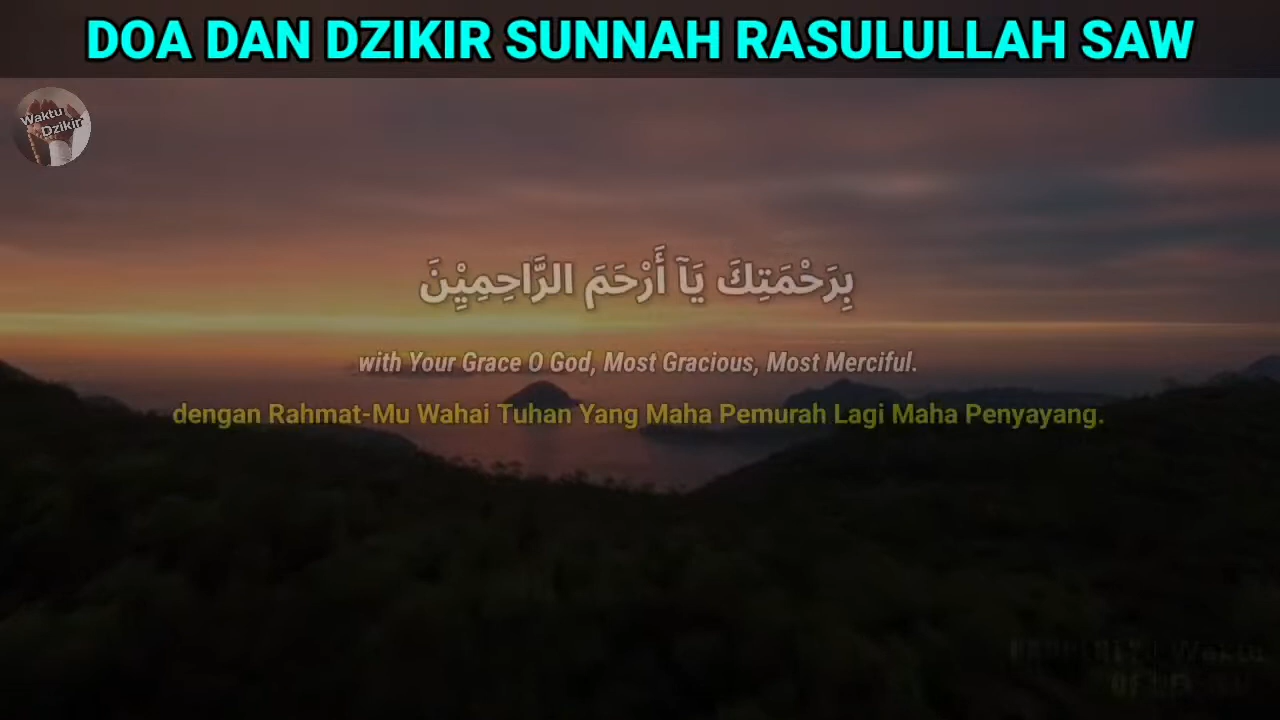 DOA DAN DZIKIR SUNNAH RASULULLAH SAW
Waktu
Dzikir
بِرَحْمَتِكَ يَآ أَرْحَمَ الرَّاحِمِيْنَ
with Your Grace O God, Most Gracious, Most Merciful.
dengan Rahmat-Mu Wahai Tuhan Yang Maha Pemurah Lagi Maha Penyayang.
Waktu